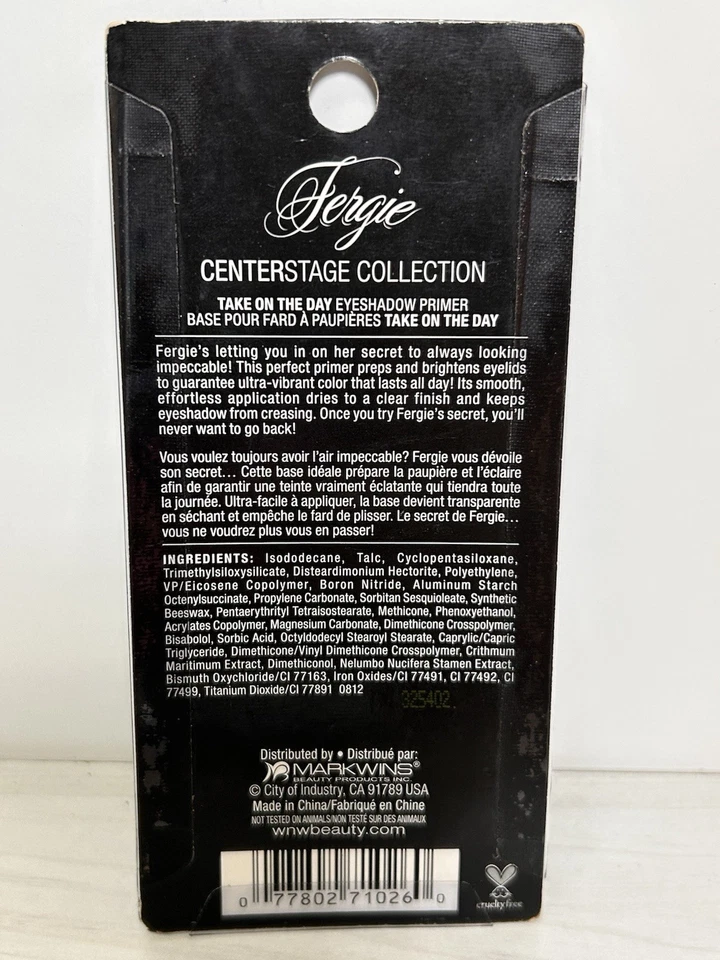 Fergie
CENTERSTAGE COLLECTION
TAKE ON THE DAY EYESHADOW PRIMER
BASE POUR FARD À PAUPIÈRES TAKE ON THE DAY
Fergie's letting you in on her secret to always looking
impeccable! This perfect primer preps and brightens eyelids
to guarantee ultra-vibrant color that lasts all day! Its smooth,
effortless application dries to a clear finish and keeps
eyeshadow from creasing. Once you try Fergie's secret, you'll
never want to go back!
Vous voulez toujours avoir l'air impeccable? Fergie vous dévoile
son secret... Cette base idéale prépare la paupière et l'éclaire
afin de garantir une teinte vraiment éclatante qui tiendra toute
la journée. Ultra-facile à appliquer, la base devient transparente
en séchant et empêche le fard de plisser. Le secret de Fergie...
vous ne voudrez plus vous en passer!
INGREDIENTS: Isododecane, Talc, Cyclopentasiloxane,
Trimethylsiloxysilicate, Disteardimonium Hectorite, Polyethylene,
VP/Eicosene Copolymer, Boron Nitride, Aluminum Starch
Octenylsuccinate, Propylene Carbonate, Sorbitan Sesquioleate, Synthetic
Beeswax, Pentaerythrityl Tetraisostearate, Methicone, Phenoxyethanol,
Acrylates Copolymer, Magnesium Carbonate, Dimethicone Crosspolymer,
Bisabolol, Sorbic Acid, Octyldodecyl Stearoyl Stearate, Caprylic/Capric
Triglyceride, Dimethicone/Vinyl Dimethicone Crosspolymer, Crithmum
Maritimum Extract, Dimethiconol, Nelumbo Nucifera Stamen Extract,
Bismuth Oxychloride/CI 77163, Iron Oxides/CI 77491, CI 77492, CI
77499, Titanium Dioxide/CI 77891 0812
325402
Distributed by • Distribué par:
MARKWINS®
BEAUTY PRODUCTS INC.
© City of Industry, CA 91789 USA
Made in China/Fabriqué en Chine
NOT TESTED ON ANIMALS/NON TESTÉ SUR DES ANIMAUX
wnwbeauty.com
0 77802 71026 0
cruelty free